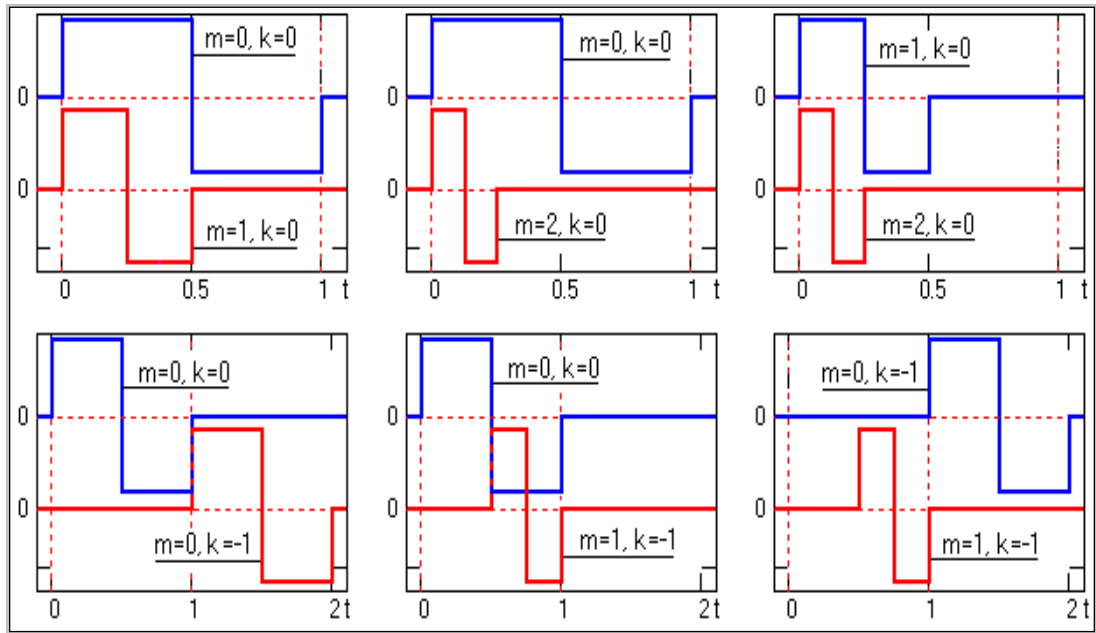 m=0, k=0
0
0
m=1, k=0
0 0.5 1 t
m=0, k=0
0
0
m=2, k=0
0 0.5 1 t
m=1, k=0
0
0
m=2, k=0
0 0.5 1 t
m=0, k=0
0
0
m=0, k=-1
0 1 2 t
m=0, k=0
0
0
m=1, k=-1
0 1 2 t
m=0, k=-1
0
0
m=1, k=-1
0 1 2 t